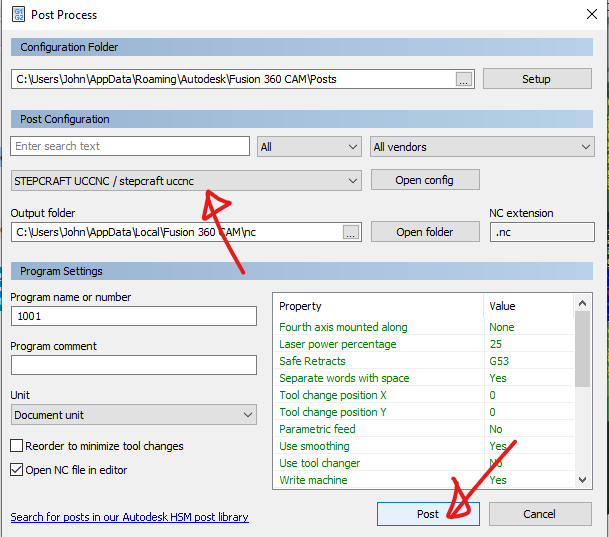 G1
G2
Post Process
Configuration Folder
C:\Users\John\AppData\Roaming\Autodesk\Fusion 360 CAM\Posts
...
Setup
Post Configuration
Enter search text
All
All vendors
STEPCRAFT UCCNC / stepcraft uccnc
Open config
Output folder
NC extension
C:\Users\John\AppData\Local\Fusion 360 CAM\nc
...
Open folder
.nc
Program Settings
Program name or number
1001
Program comment
Unit
Document unit
Reorder to minimize tool changes
Open NC file in editor
Property Value
Fourth axis mounted along None
Laser power percentage 25
Safe Retracts G53
Separate words with space Yes
Tool change position X 0
Tool change position Y 0
Parametric feed No
Use smoothing Yes
Use tool changer No
Write machine Yes
Search for posts in our Autodesk HSM post library
Post
Cancel